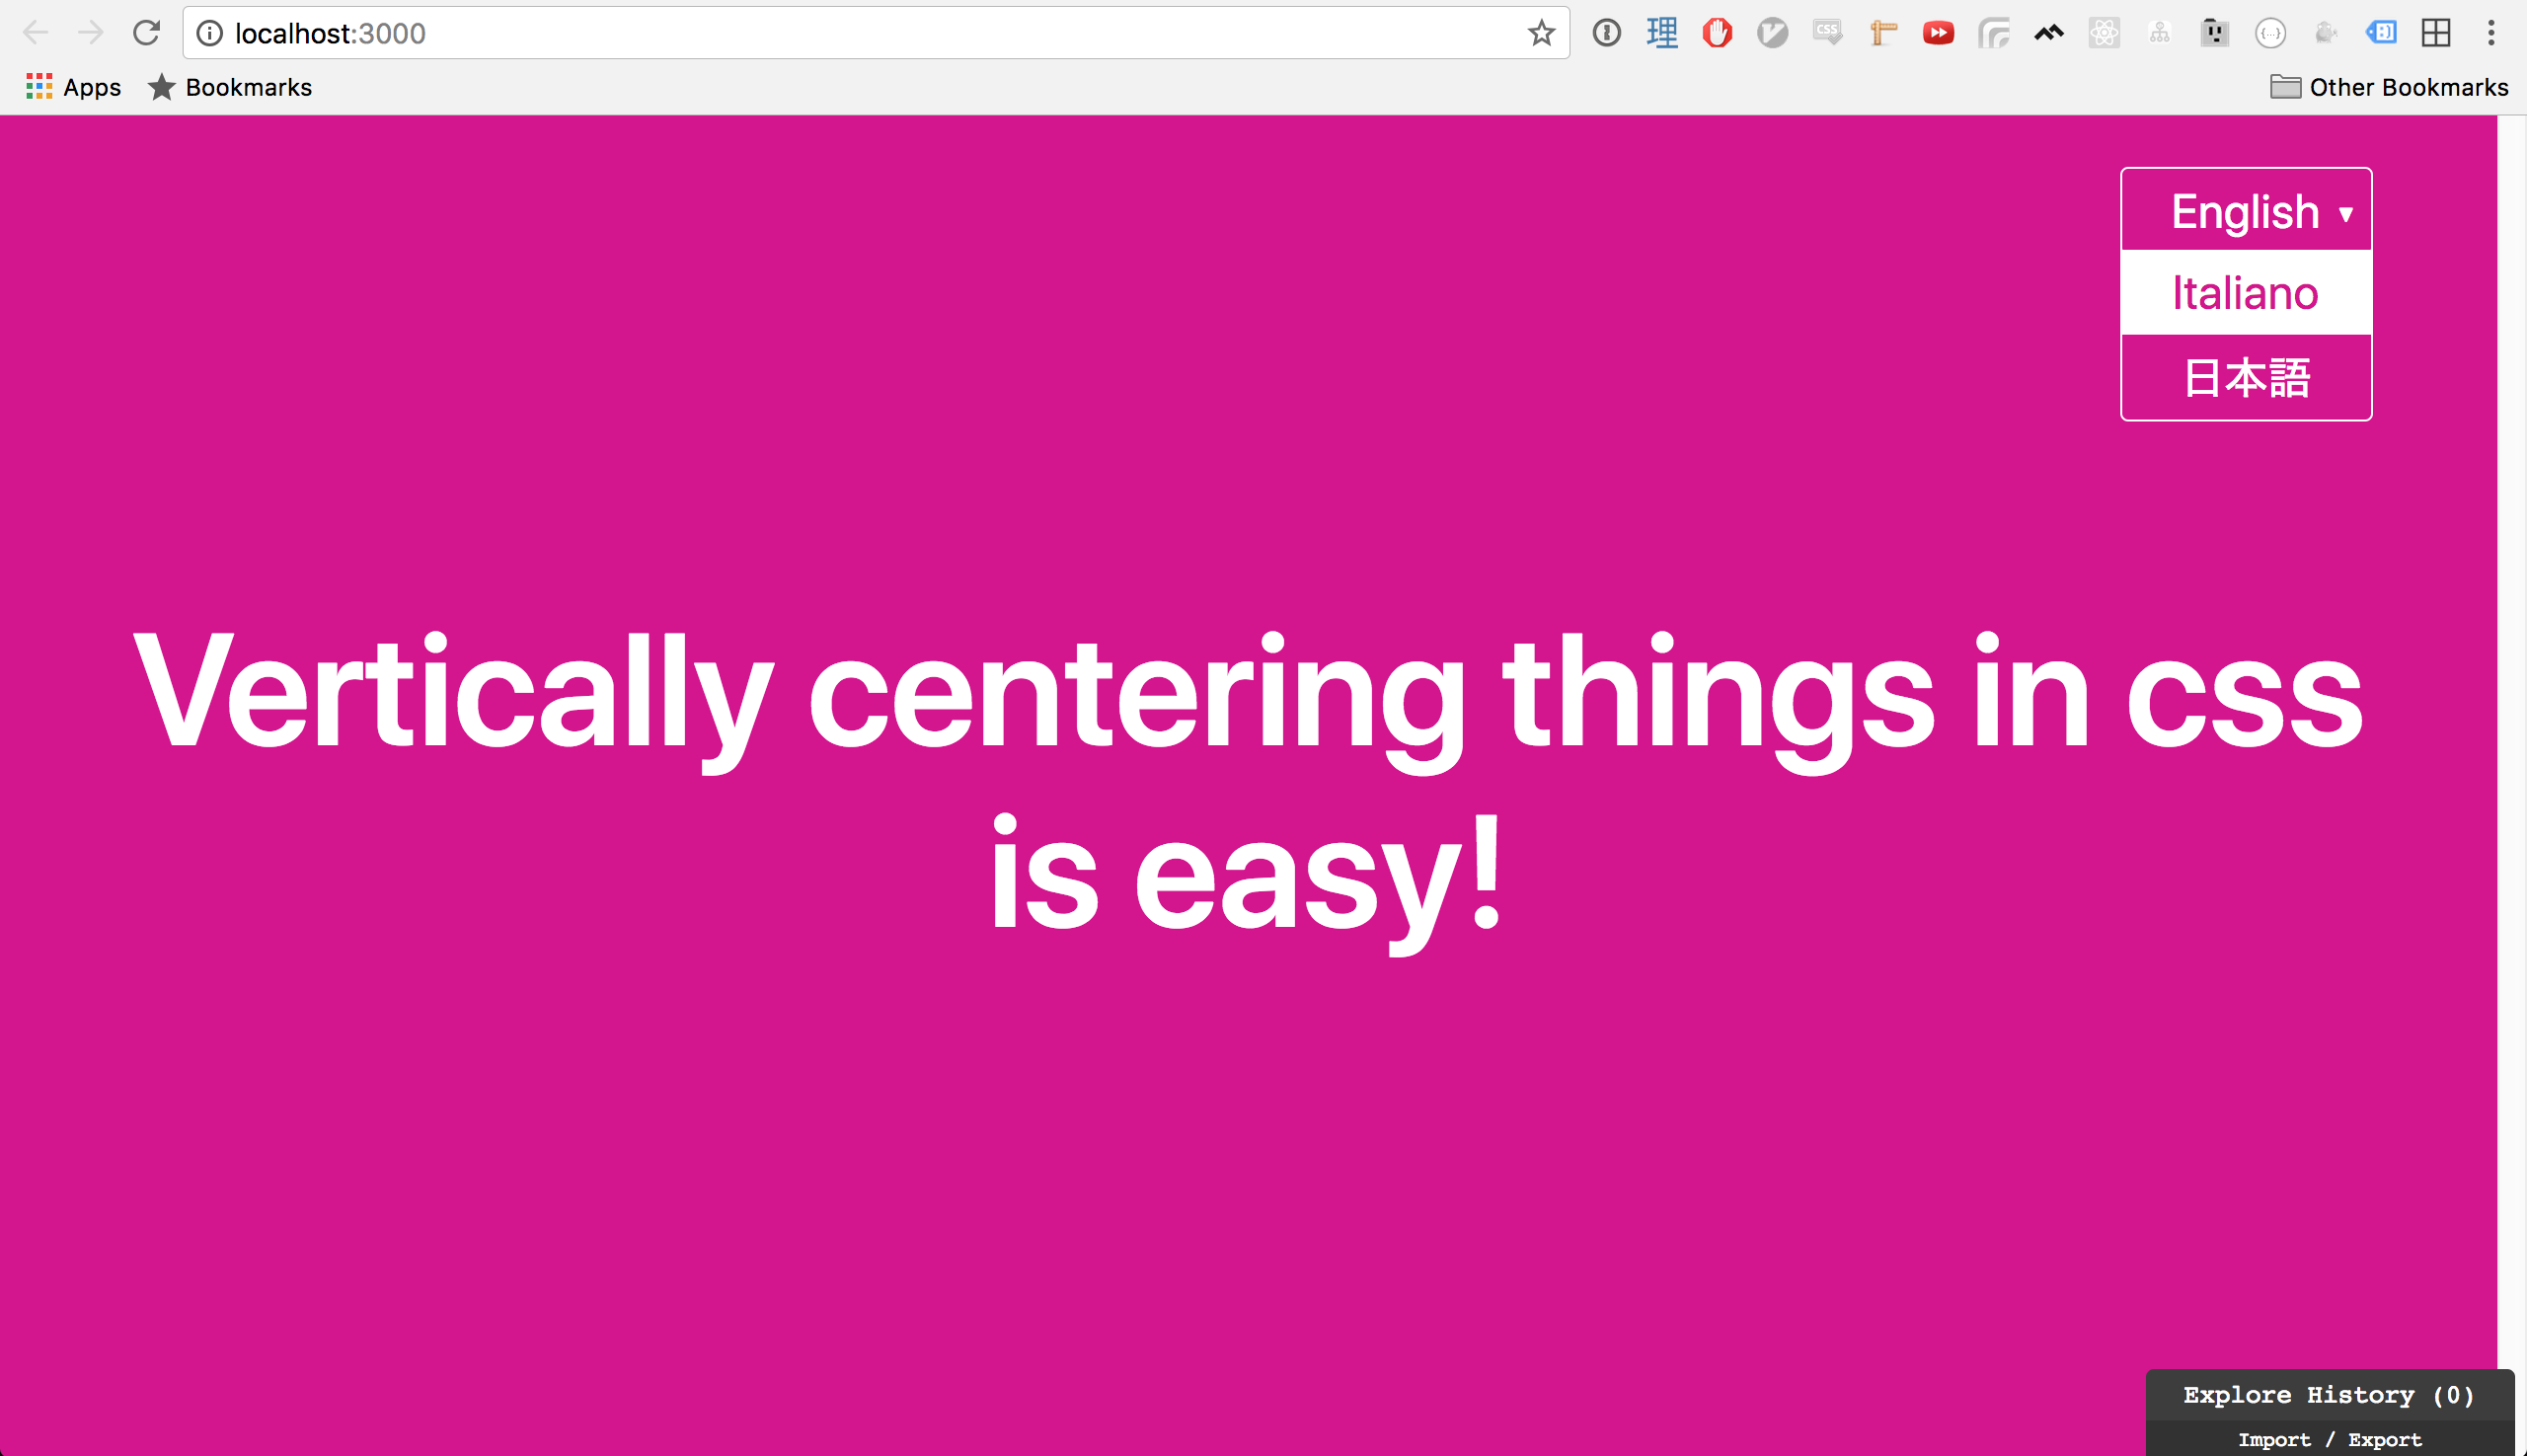 localhost:3000
理
CSS
Apps
Bookmarks
Other Bookmarks
English ▾
Italiano
日本語
Vertically centering things in css
is easy!
Explore History (0)
Import / Export